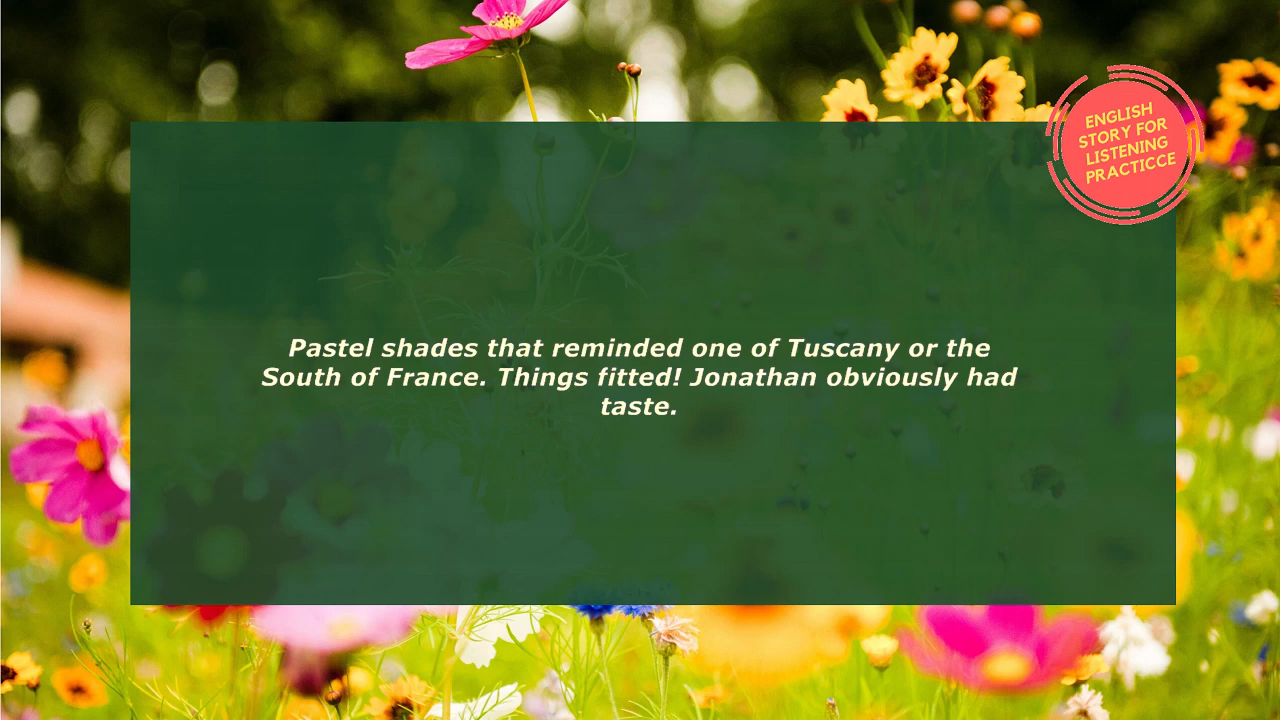 ENGLISH
STORY FOR
LISTENING
PRACTICCE
Pastel shades that reminded one of Tuscany or the
South of France. Things fitted! Jonathan obviously had
taste.